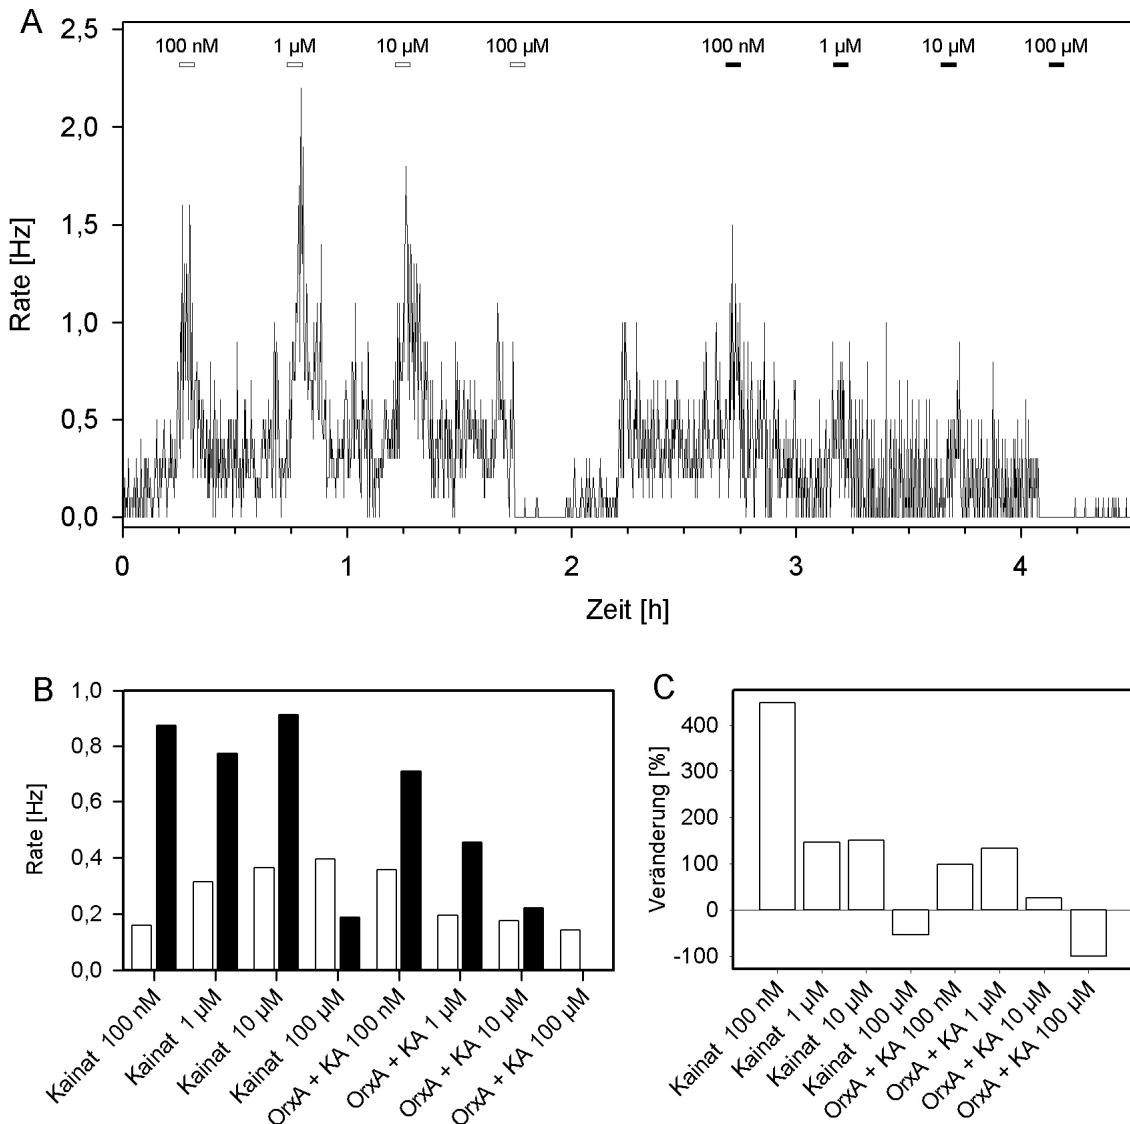 A
100 nM 1 µM 10 µM 100 µM 100 nM 1 µM 10 µM 100 µM
2,5
2,0
1,5
1,0
0,5
0,0
Rate [Hz]
0 1 2 3 4
Zeit [h]
B
1,0
0,8
0,6
0,4
0,2
0,0
Rate [Hz]
Kainat 100 nM
Kainat 1 µM
Kainat 10 µM
Kainat 100 µM
OrxA + KA 100 nM
OrxA + KA 1 µM
OrxA + KA 10 µM
OrxA + KA 100 µM
C
400
300
200
100
0
-100
Veränderung [%]
Kainat 100 nM
Kainat 1 µM
Kainat 10 µM
Kainat 100 µM
OrxA + KA 100 nM
OrxA + KA 1 µM
OrxA + KA 10 µM
OrxA + KA 100 µM